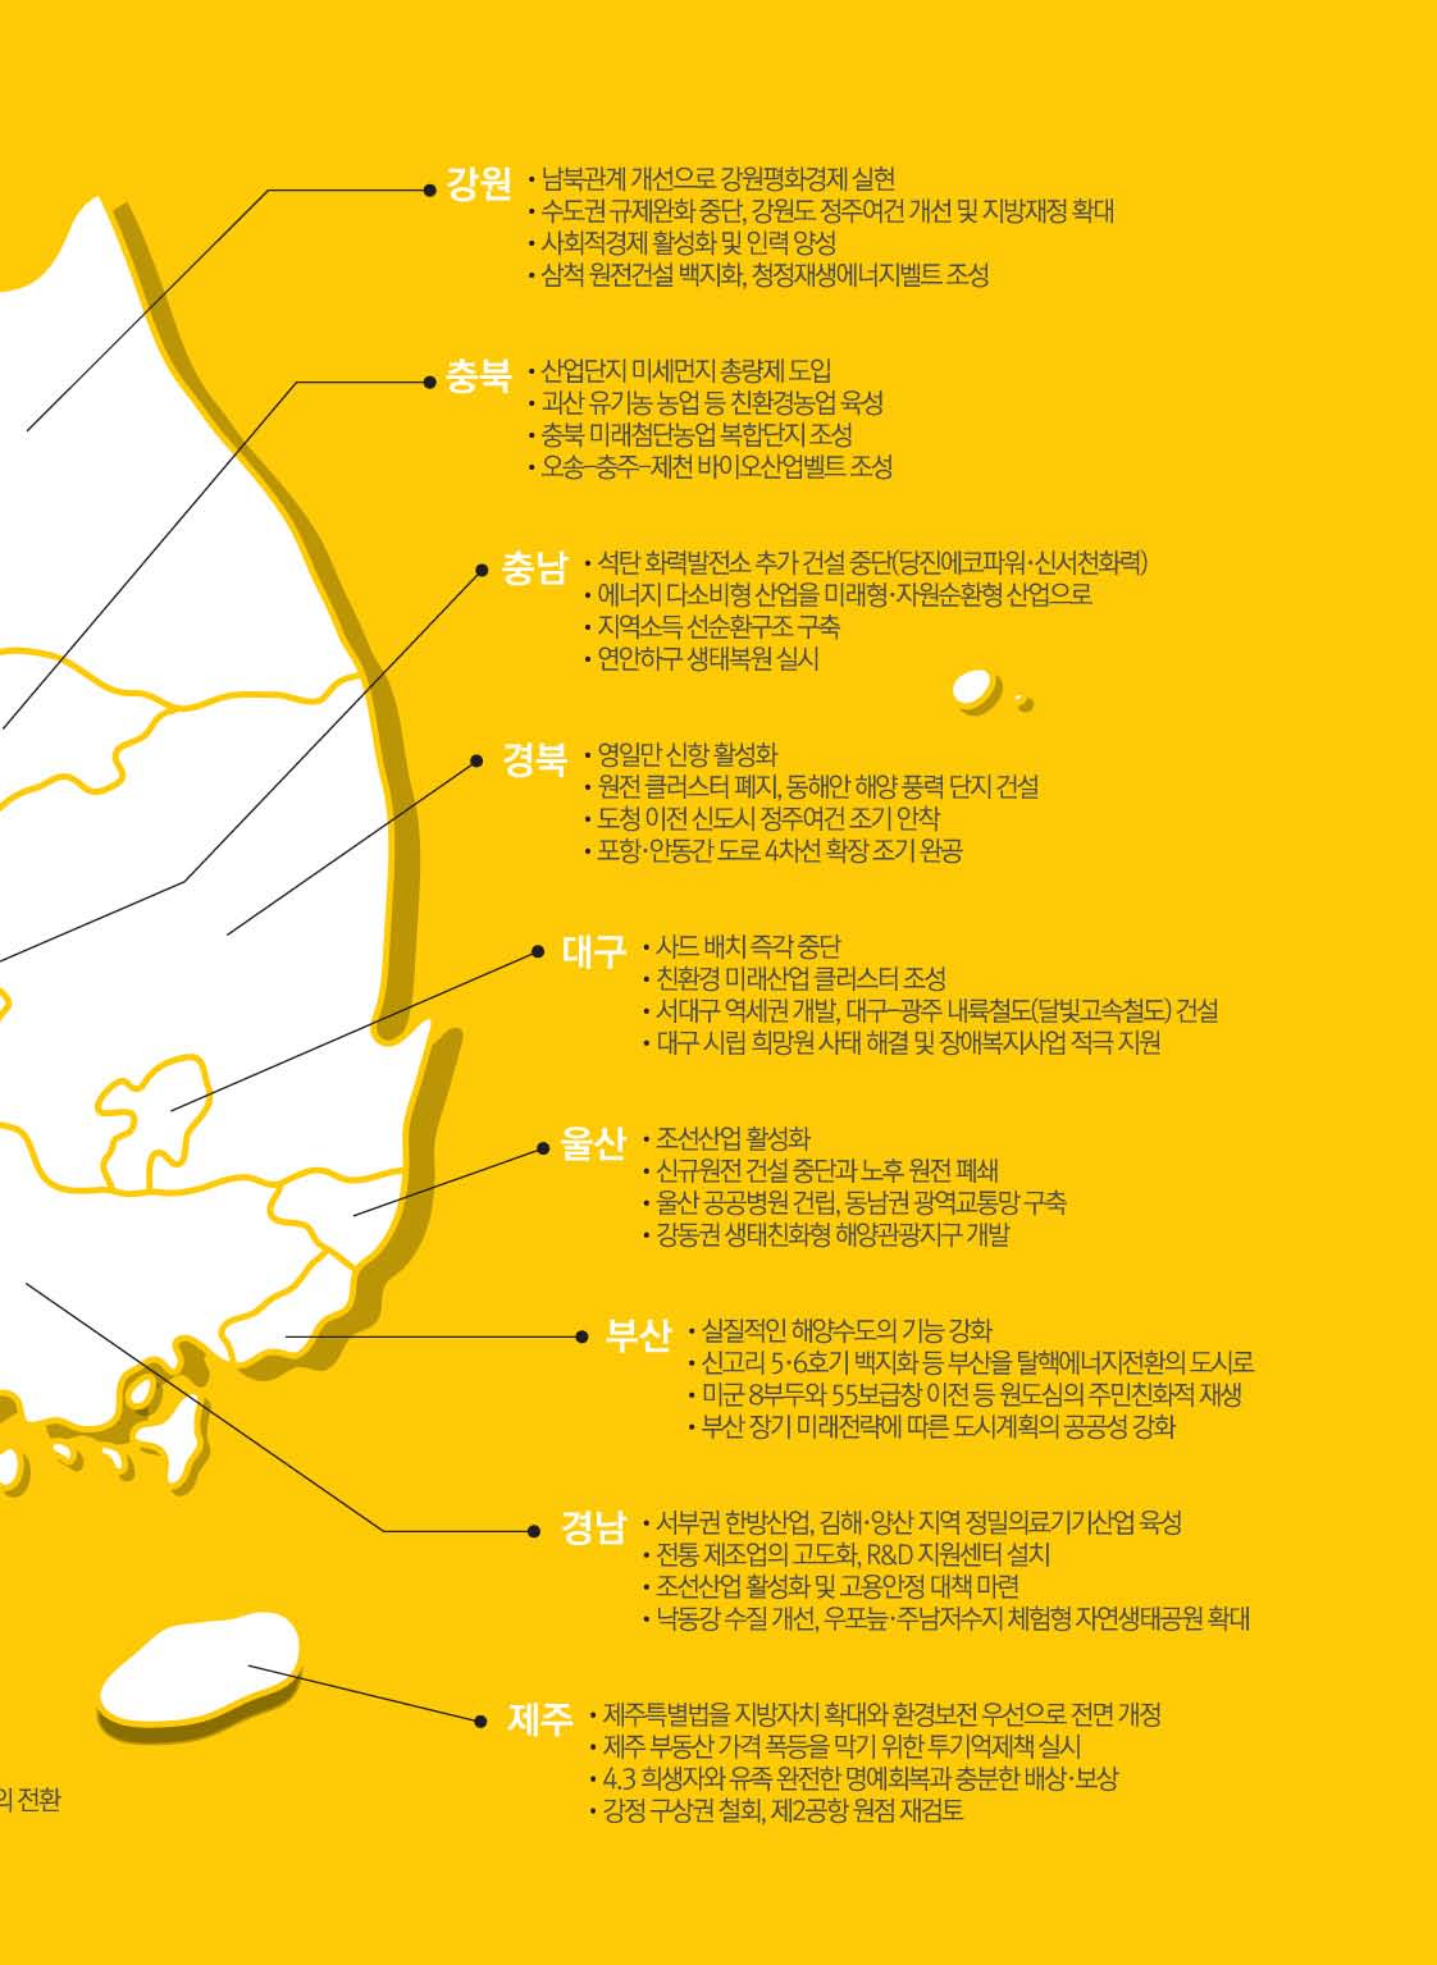 강원
• 남북관계 개선으로 강원평화경제 실현
• 수도권 규제완화 중단, 강원도 정주여건 개선 및 지방재정 확대
• 사회적경제 활성화 및 인력 양성
• 삼척 원전건설 백지화, 청정재생에너지벨트 조성
충북
• 산업단지 미세먼지 총량제 도입
• 괴산 유기농 농업 등 친환경농업 육성
• 충북 미래첨단농업 복합단지 조성
• 오송-충주-제천 바이오산업벨트 조성
충남
• 석탄 화력발전소 추가 건설 중단(당진에코파워·신서천화력)
• 에너지 다소비형 산업을 미래형·자원순환형 산업으로
• 지역소득 선순환구조 구축
• 연안하구 생태복원 실시
경북
• 영일만 신항 활성화
• 원전 클러스터 폐지, 동해안 해양 풍력 단지 건설
• 도청 이전 신도시 정주여건 조기 안착
• 포항·안동간 도로 4차선 확장 조기 완공
대구
• 사드 배치 즉각 중단
• 친환경 미래산업 클러스터 조성
• 서대구 역세권 개발, 대구-광주 내륙철도(달빛고속철도) 건설
• 대구 시립 희망원 사태 해결 및 장애복지사업 적극 지원
울산
• 조선산업 활성화
• 신규원전 건설 중단과 노후 원전 폐쇄
• 울산 공공병원 건립, 동남권 광역교통망 구축
• 강동권 생태친화형 해양관광지구 개발
부산
• 실질적인 해양수도의 기능 강화
• 신고리 5·6호기 백지화 등 부산을 탈핵에너지전환의 도시로
• 미군 8부두와 55보급창 이전 등 원도심의 주민친화적 재생
• 부산 장기 미래전략에 따른 도시계획의 공공성 강화
경남
• 서부권 한방산업, 김해·양산 지역 정밀의료기기산업 육성
• 전통 제조업의 고도화, R&D 지원센터 설치
• 조선산업 활성화 및 고용안정 대책 마련
• 낙동강 수질 개선, 우포늪·주남저수지 체험형 자연생태공원 확대
제주
• 제주특별법을 지방자치 확대와 환경보전 우선으로 전면 개정
• 제주 부동산 가격 폭등을 막기 위한 투기억제책 실시
• 4.3 희생자와 유족 완전한 명예회복과 충분한 배상·보상
• 강정 구상권 철회, 제2공항 원점 재검토
의 전환